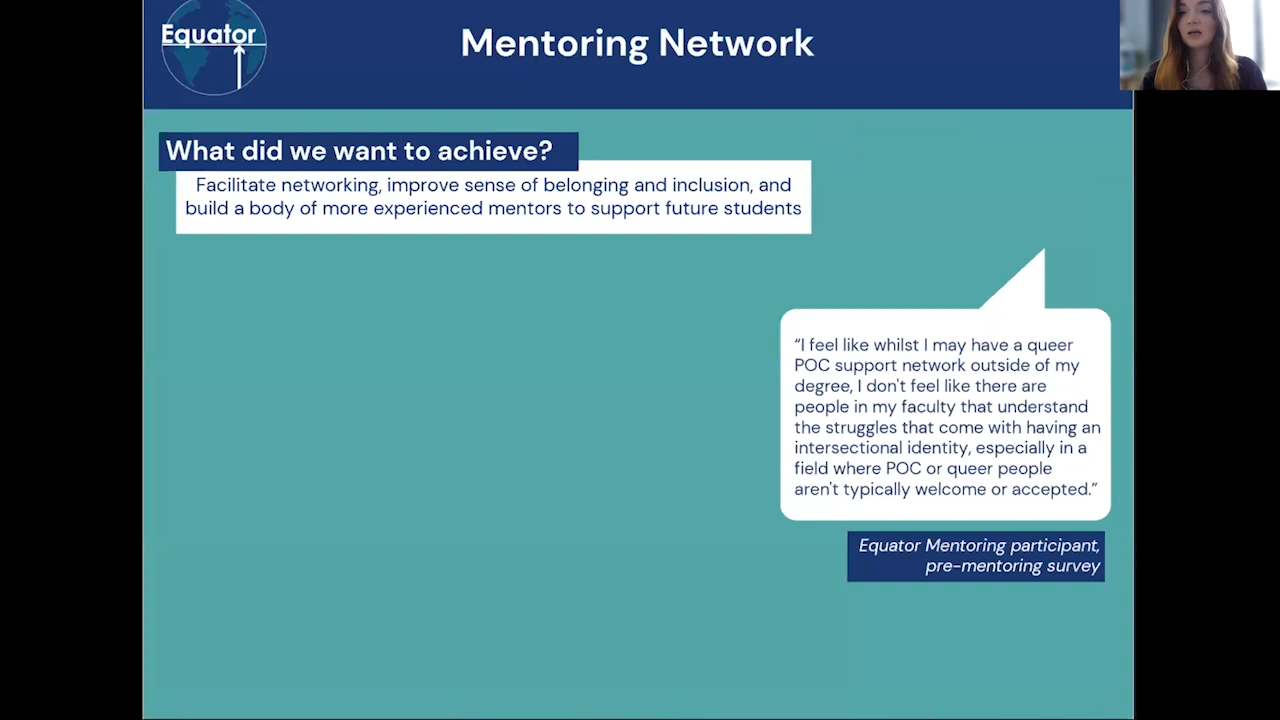 Equator
Mentoring Network
What did we want to achieve?
Facilitate networking, improve sense of belonging and inclusion, and
build a body of more experienced mentors to support future students
“I feel like whilst I may have a queer
POC support network outside of my
degree, I don't feel like there are
people in my faculty that understand
the struggles that come with having an
intersectional identity, especially in a
field where POC or queer people
aren't typically welcome or accepted.”
Equator Mentoring participant,
pre-mentoring survey